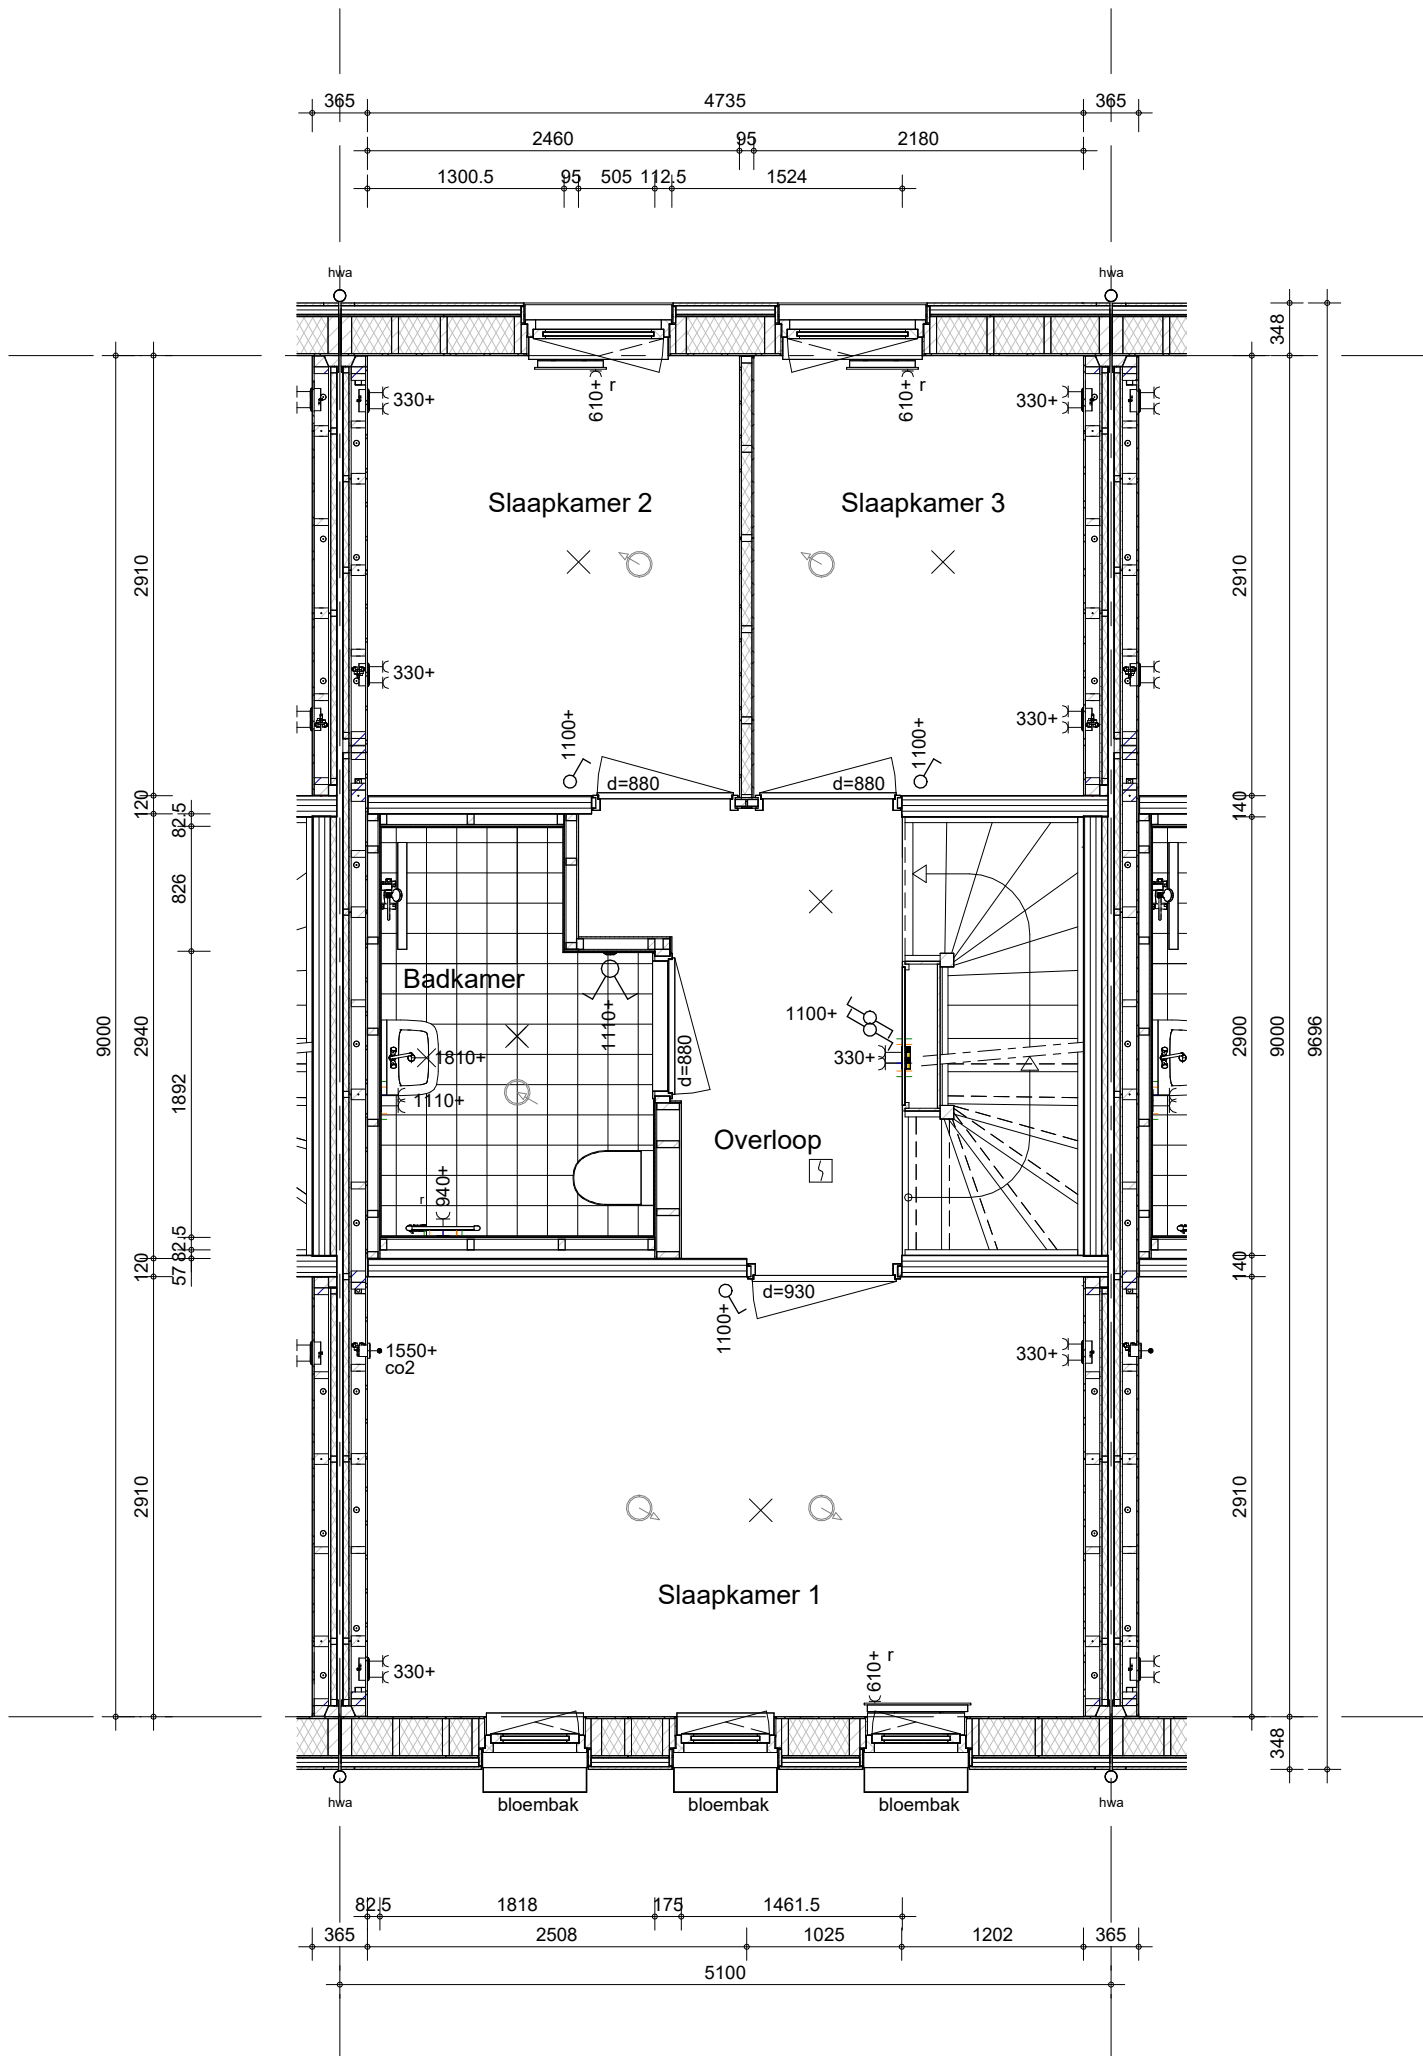 365 4735 365
2460 95 2180
1300.5 95 505 112.5 1524
hwa hwa
348
330+ 610+ r 610+ r 330+
Slaapkamer 2 Slaapkamer 3
2910 2910
330+ 330+
1100+ 1100+
d=880 d=880
120 82.5 140
826
Badkamer
1100+
1110+
9000 2940 1810+ d=880 330+ 2900 9000 9696
1892 1110+
Overloop
940+
r
120 57 82.5 140
d=930
1100+
1550+ 330+
co2
2910 2910
Slaapkamer 1
330+ 610+ r
348
bloembak bloembak bloembak
hwa hwa
82.5 1818 175 1461.5
365 2508 1025 1202 365
5100